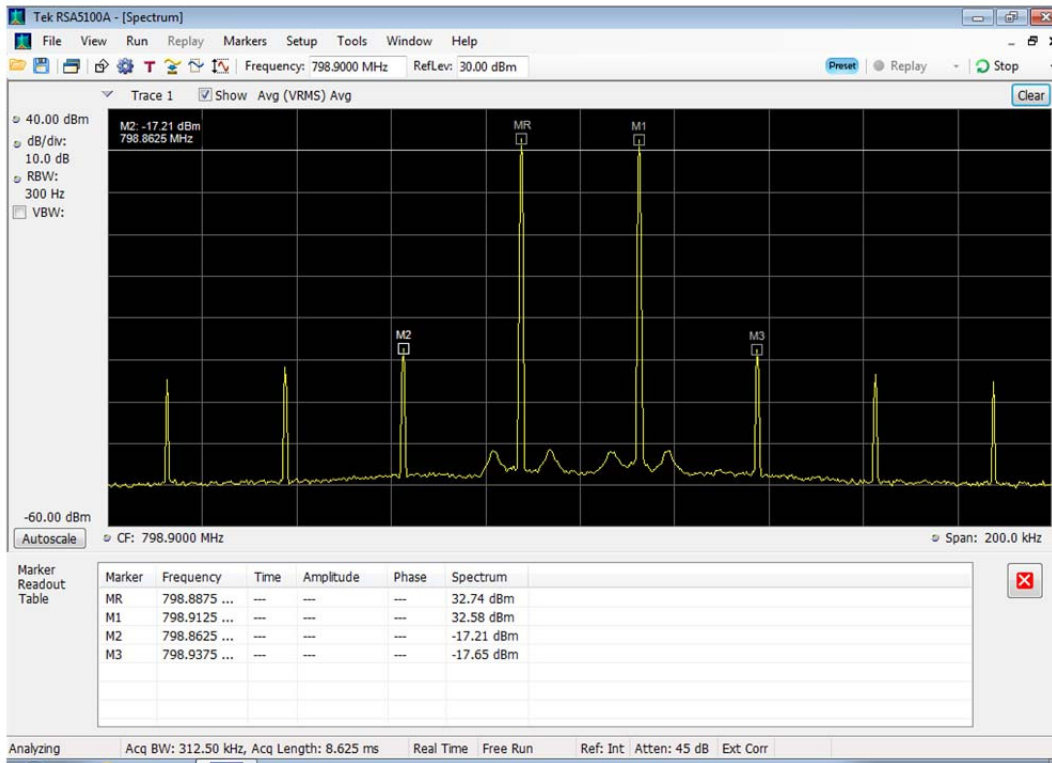 Tek RSA5100A - [Spectrum]
File View Run Replay Markers Setup Tools Window Help
T Frequency: 798.9000 MHz RefLev: 30.00 dBm Preset Replay Stop
Trace 1 Show Avg (VRMS) Avg Clear
40.00 dBm
dB/div:
10.0 dB
RBW:
300 Hz
VBW:
M2: -17.21 dBm
798.8625 MHz
MR M1
M2 M3
-60.00 dBm
Autoscale CF: 798.9000 MHz Span: 200.0 kHz
Marker
Readout
Table
Marker Frequency Time Amplitude Phase Spectrum
MR 798.8875 ... --- --- --- 32.74 dBm
M1 798.9125 ... --- --- --- 32.58 dBm
M2 798.8625 ... --- --- --- -17.21 dBm
M3 798.9375 ... --- --- --- -17.65 dBm
Analyzing Acq BW: 312.50 kHz, Acq Length: 8.625 ms Real Time Free Run Ref: Int Atten: 45 dB Ext Corr